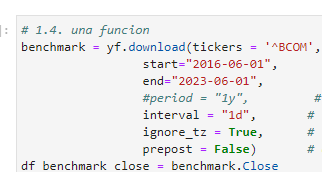 ]: # 1.4. una funcion
benchmark = yf.download(tickers = '^BCOM',
start="2016-06-01",
end="2023-06-01",
#period = "1y", #
interval = "1d", #
ignore_tz = True, #
prepost = False) #
df benchmark close = benchmark.Close